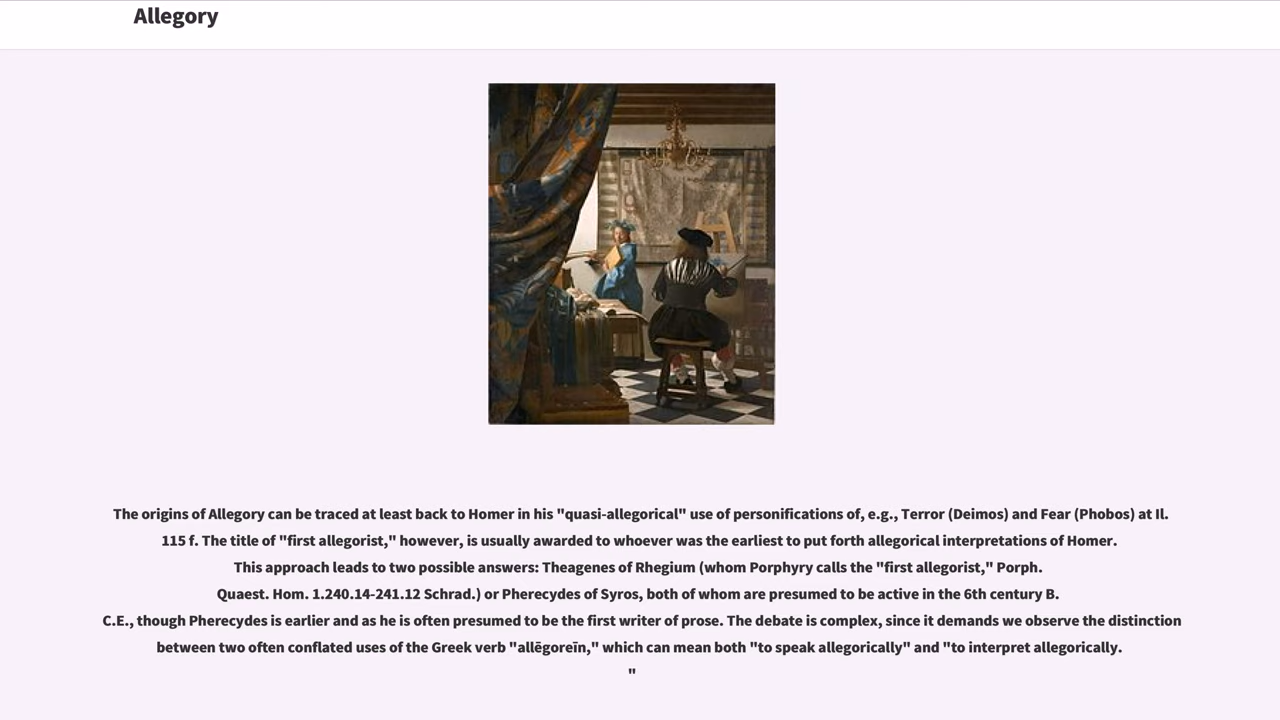 Allegory
The origins of Allegory can be traced at least back to Homer in his "quasi-allegorical" use of personifications of, e.g., Terror (Deimos) and Fear (Phobos) at Il.
115 f. The title of "first allegorist," however, is usually awarded to whoever was the earliest to put forth allegorical interpretations of Homer.
This approach leads to two possible answers: Theagenes of Rhegium (whom Porphyry calls the "first allegorist," Porph.
Quaest. Hom. 1.240.14-241.12 Schrad.) or Pherecydes of Syros, both of whom are presumed to be active in the 6th century B.
C.E., though Pherecydes is earlier and as he is often presumed to be the first writer of prose. The debate is complex, since it demands we observe the distinction
between two often conflated uses of the Greek verb "allēgoreīn," which can mean both "to speak allegorically" and "to interpret allegorically.
"